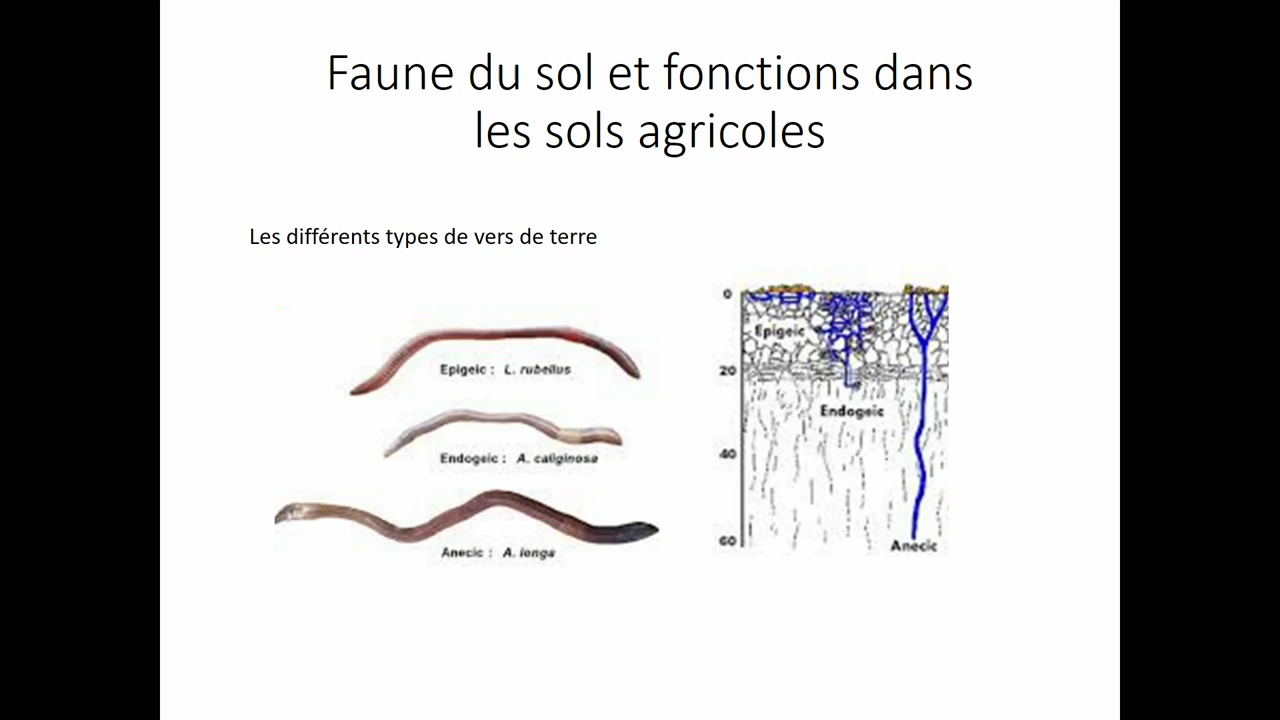 Faune du sol et fonctions dans
les sols agricoles
Les différents types de vers de terre
Epigeic : L. rubellus
Endogeic : A. caliginosa
Anecic : A. longa
0
Epigeic
20
Endogeic
40
60
Anecic